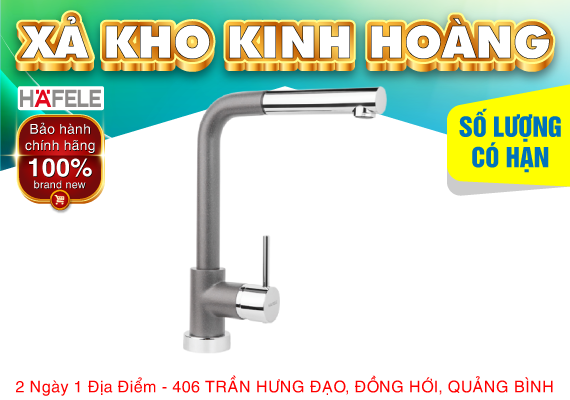 XẢ KHO KINH HOÀNG
HÄFELE
Bảo hành
chính hãng
100%
brand new
SỐ LƯỢNG
CÓ HẠN
2 Ngày 1 Địa Điểm - 406 TRẦN HƯNG ĐẠO, ĐỒNG HỚI, QUẢNG BÌNH